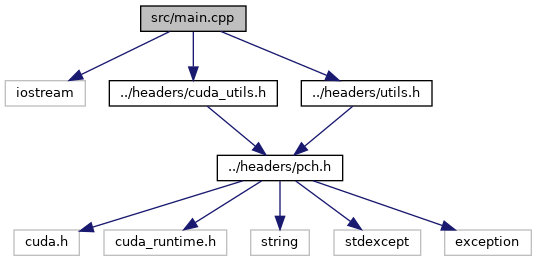 src/main.cpp
iostream
../headers/cuda_utils.h
../headers/utils.h
../headers/pch.h
cuda.h
cuda_runtime.h
string
stdexcept
exception